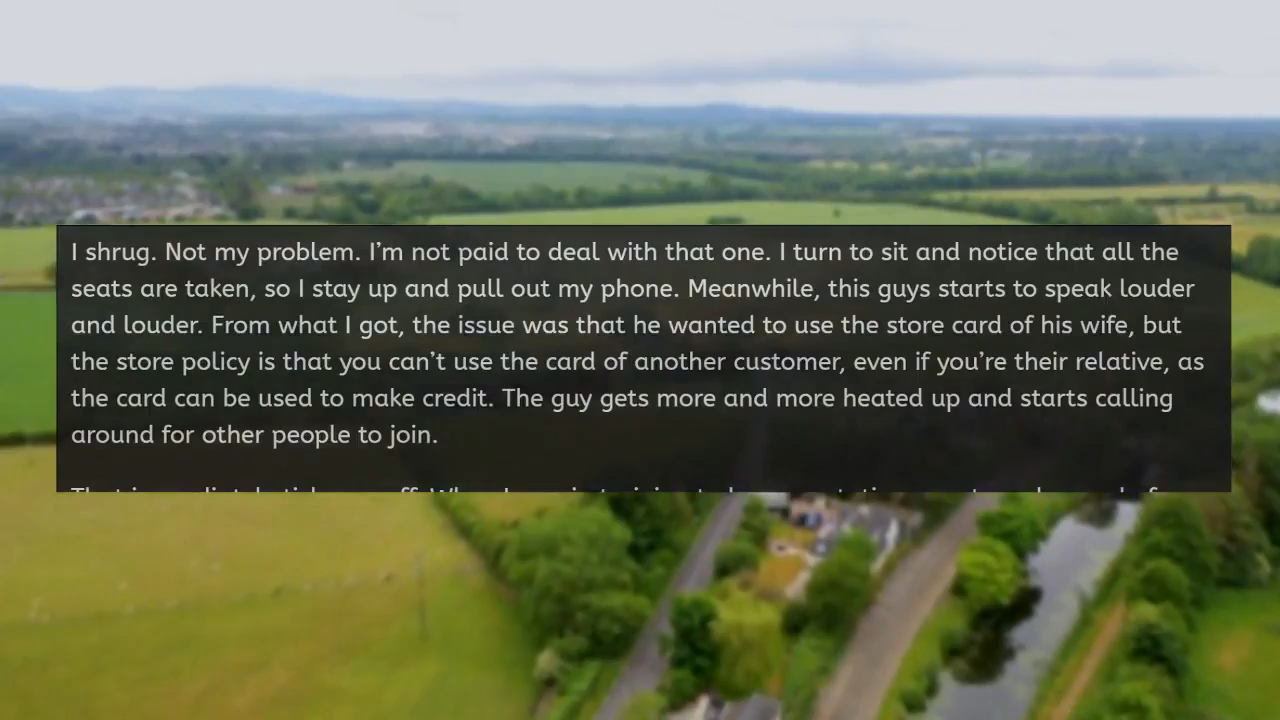 I shrug. Not my problem. I’m not paid to deal with that one. I turn to sit and notice that all the
seats are taken, so I stay up and pull out my phone. Meanwhile, this guys starts to speak louder
and louder. From what I got, the issue was that he wanted to use the store card of his wife, but
the store policy is that you can’t use the card of another customer, even if you’re their relative, as
the card can be used to make credit. The guy gets more and more heated up and starts calling
around for other people to join.